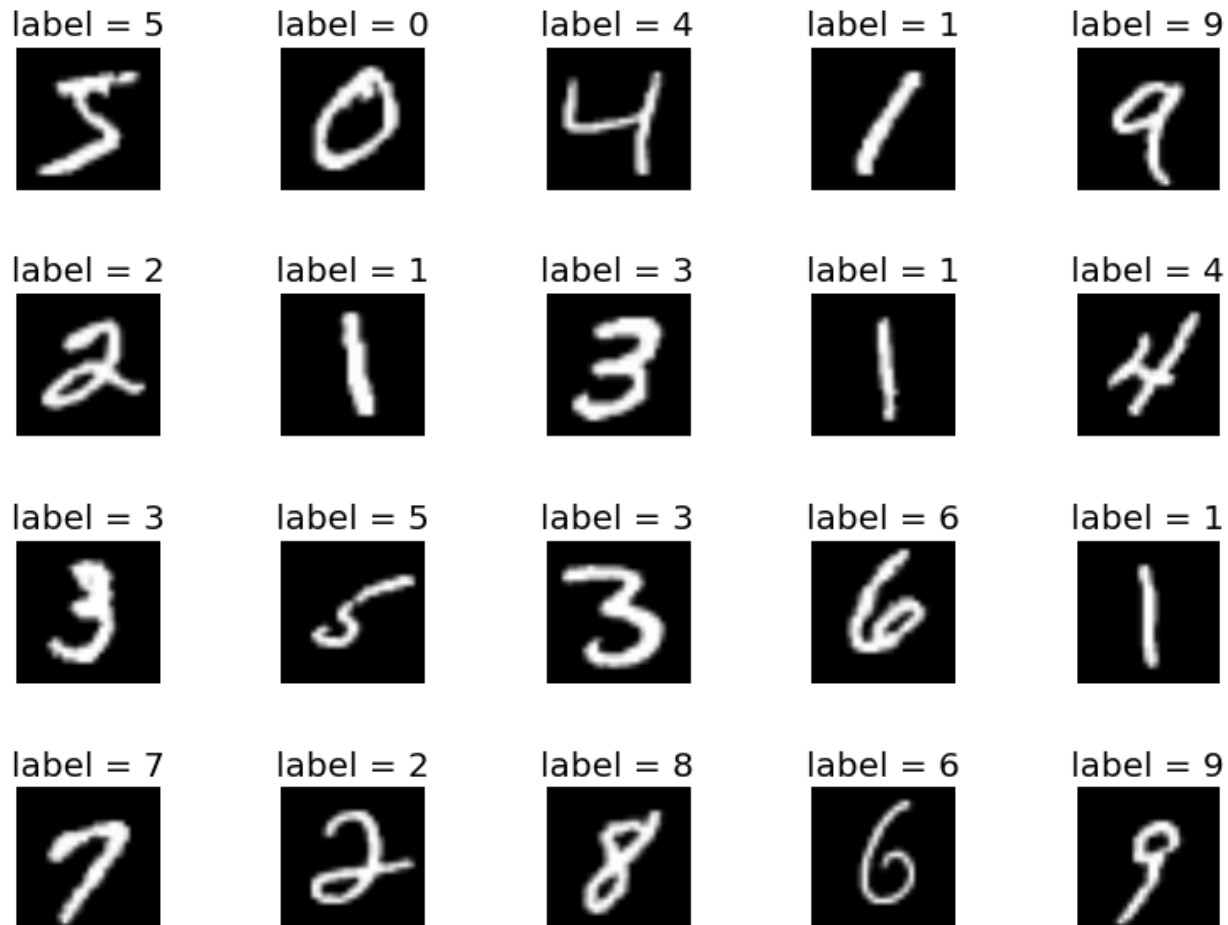 label = 5 label = 0 label = 4 label = 1 label = 9
5 0 4 1 9
label = 2 label = 1 label = 3 label = 1 label = 4
2 1 3 1 4
label = 3 label = 5 label = 3 label = 6 label = 1
3 5 3 6 1
label = 7 label = 2 label = 8 label = 6 label = 9
7 2 8 6 9